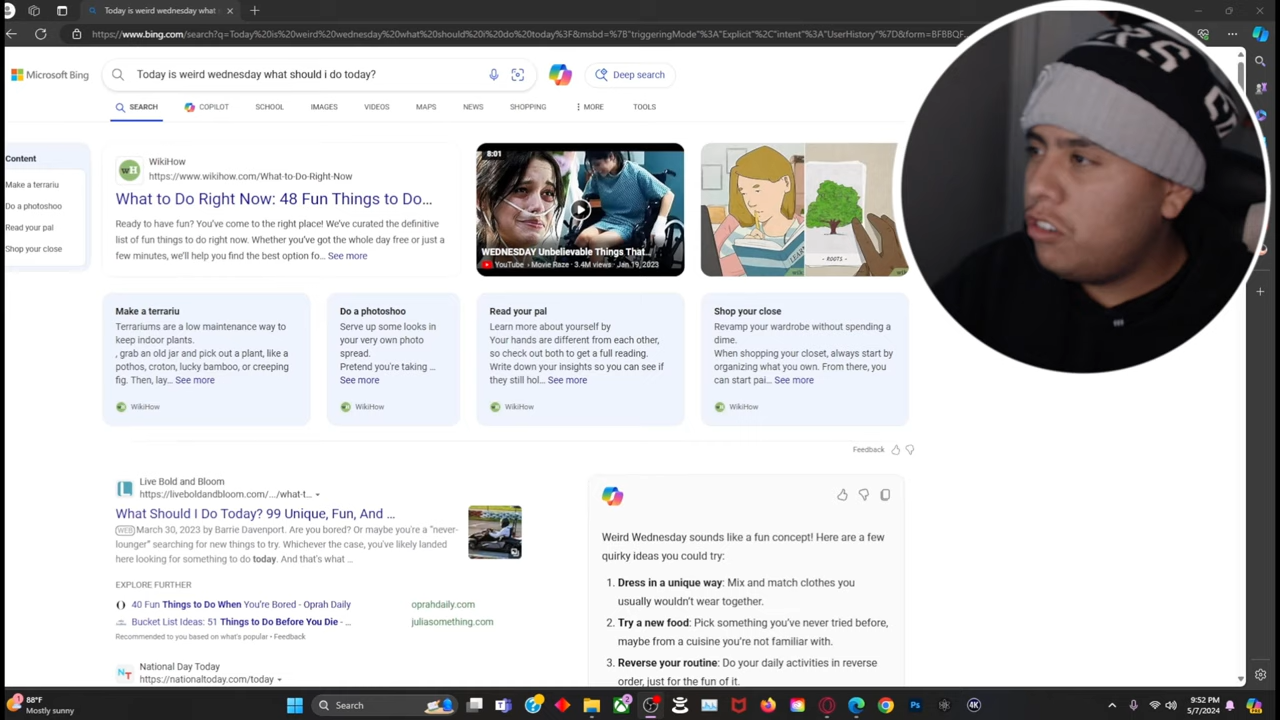 Today is weird wednesday what
https://www.bing.com/search?q=Today%20is%20weird%20wednesday%20what%20should%20i%20do%20today%3F&msbd=%7B"triggeringMode"%3A"Explicit"%2C"intent"%3A"UserHistory"%7D&form=BFBBQF...
Microsoft Bing
Today is weird wednesday what should i do today?
Deep search
SEARCH COPILOT SCHOOL IMAGES VIDEOS MAPS NEWS SHOPPING MORE TOOLS
Content
Make a terrariu
Do a photoshoo
Read your pal
Shop your close
WikiHow
https://www.wikihow.com/What-to-Do-Right-Now
What to Do Right Now: 48 Fun Things to Do...
Ready to have fun? You've come to the right place! We've curated the definitive
list of fun things to do right now. Whether you've got the whole day free or just a
few minutes, we'll help you find the best option fo... See more
8:01
WEDNESDAY Unbelievable Things That...
YouTube · Movie Raze · 3.4M views · Jan 19, 2023
- ROOTS -
Make a terrariu
Terrariums are a low maintenance way to
keep indoor plants.
, grab an old jar and pick out a plant, like a
pothos, croton, lucky bamboo, or creeping
fig. Then, lay... See more
WikiHow
Do a photoshoo
Serve up some looks in
your very own photo
spread.
Pretend you're taking ...
See more
WikiHow
Read your pal
Learn more about yourself by
Your hands are different from each other,
so check out both to get a full reading.
Write down your insights so you can see if
they still hol... See more
WikiHow
Shop your close
Revamp your wardrobe without spending a
dime.
When shopping your closet, always start by
organizing what you own. From there, you
can start pai... See more
WikiHow
Feedback
Live Bold and Bloom
https://liveboldandbloom.com/.../what-t...
What Should I Do Today? 99 Unique, Fun, And ...
WEB March 30, 2023 by Barrie Davenport. Are you bored? Or maybe you're a "never-
lounger" searching for new things to try. Whichever the case, you've likely landed
here looking for something to do today. And that's what ...
EXPLORE FURTHER
40 Fun Things to Do When You're Bored - Oprah Daily oprahdaily.com
Bucket List Ideas: 51 Things to Do Before You Die - ... juliasomething.com
Recommended to you based on what's popular • Feedback
NT
National Day Today
https://nationaltoday.com/today
Weird Wednesday sounds like a fun concept! Here are a few
quirky ideas you could try:
1. Dress in a unique way: Mix and match clothes you
usually wouldn't wear together.
2. Try a new food: Pick something you've never tried before,
maybe from a cuisine you're not familiar with.
3. Reverse your routine: Do your daily activities in reverse
order, just for the fun of it.
88°F
Mostly sunny
Search
4K
9:52 PM
5/7/2024